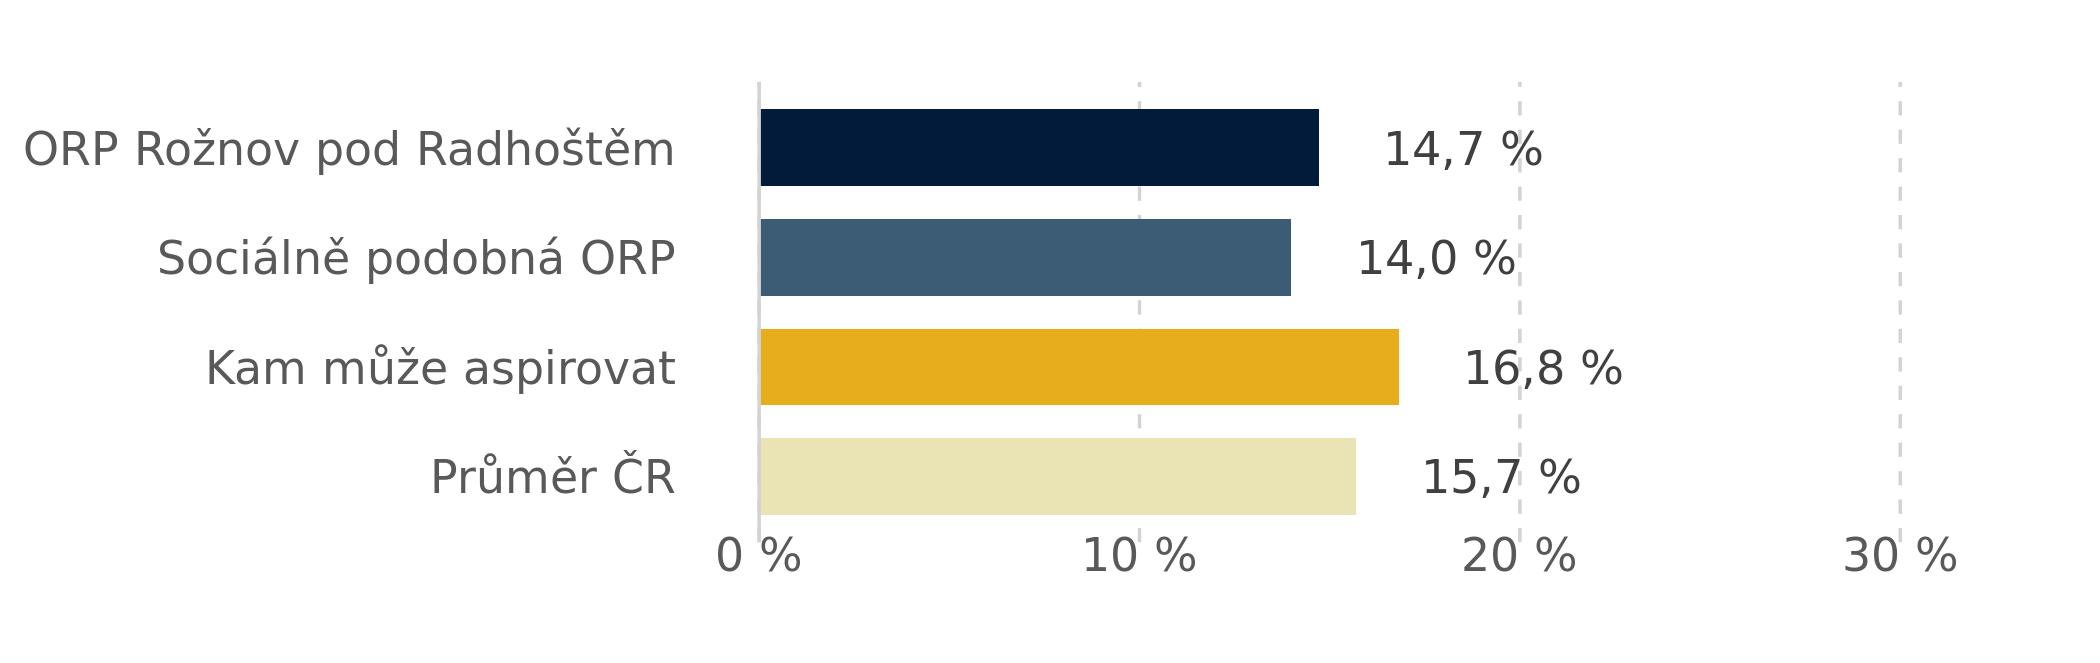 ORP Rožnov pod Radhoštěm 14,7 %
Sociálně podobná ORP 14,0 %
Kam může aspirovat 16,8 %
Průměr ČR 15,7 %
0 % 10 % 20 % 30 %